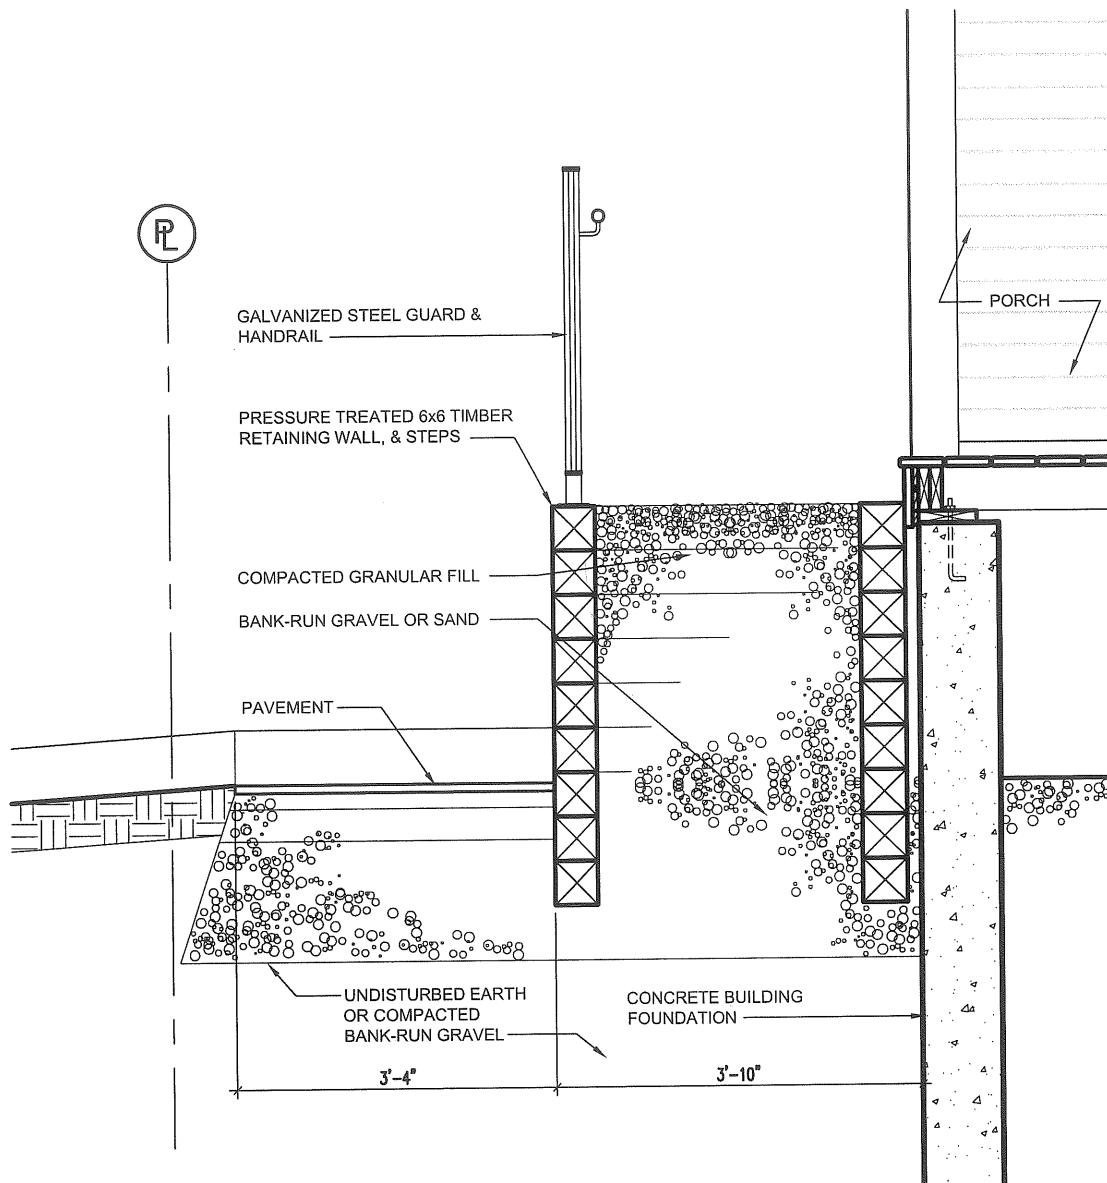 PL
GALVANIZED STEEL GUARD &
HANDRAIL
PORCH
PRESSURE TREATED 6x6 TIMBER
RETAINING WALL, & STEPS
COMPACTED GRANULAR FILL
BANK-RUN GRAVEL OR SAND
PAVEMENT
UNDISTURBED EARTH
OR COMPACTED
BANK-RUN GRAVEL
CONCRETE BUILDING
FOUNDATION
3'-4"
3'-10"